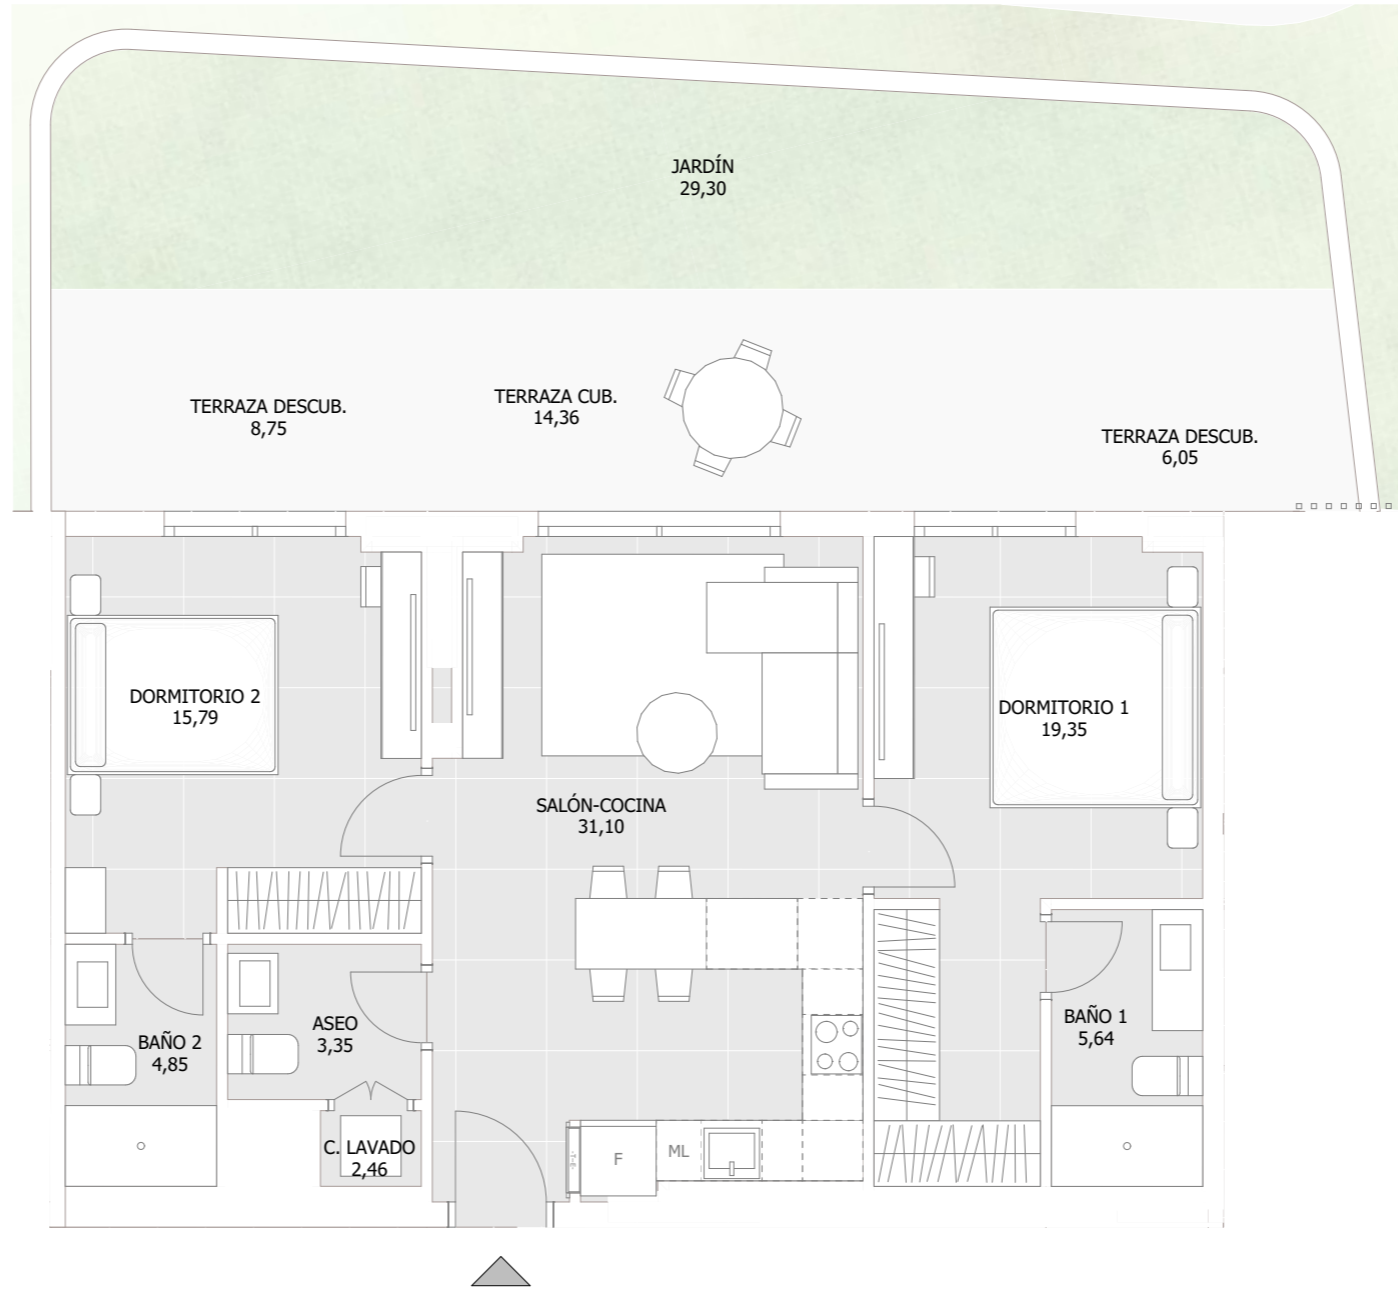 JARDÍN
29,30
TERRAZA DESCUB.
8,75
TERRAZA CUB.
14,36
TERRAZA DESCUB.
6,05
DORMITORIO 2
15,79
DORMITORIO 1
19,35
SALÓN-COCINA
31,10
BAÑO 2
4,85
ASEO
3,35
BAÑO 1
5,64
C. LAVADO
2,46
F
ML